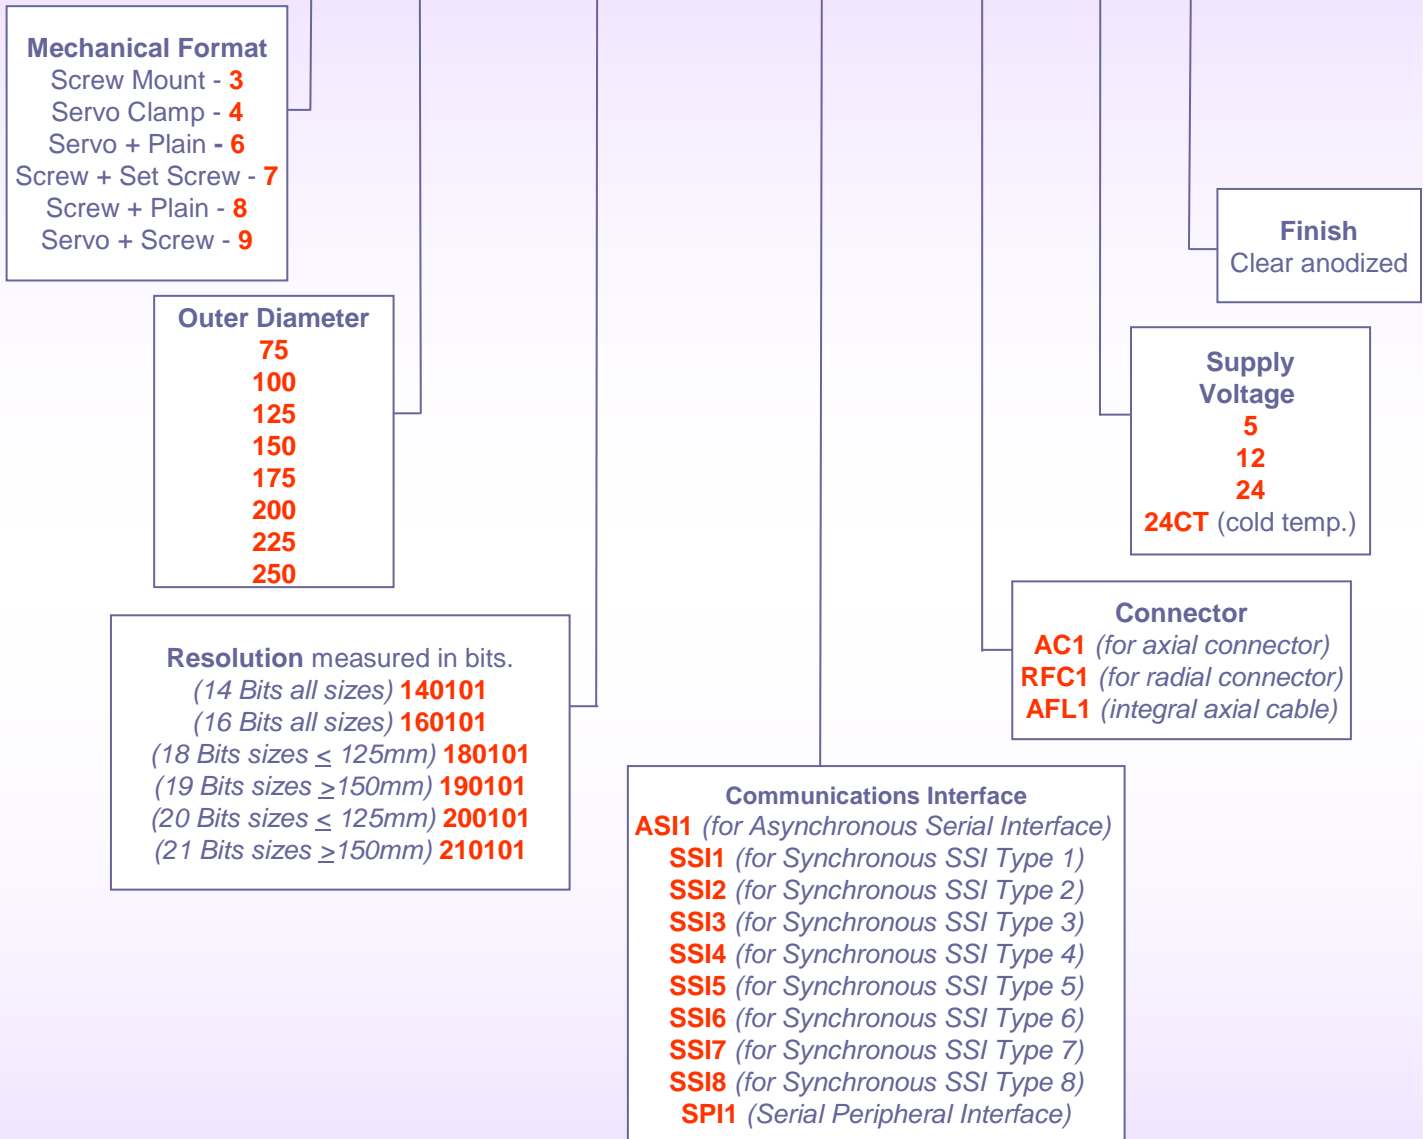 Mechanical Format
Screw Mount - 3
Servo Clamp - 4
Servo + Plain - 6
Screw + Set Screw - 7
Screw + Plain - 8
Servo + Screw - 9
Finish
Clear anodized
Outer Diameter
75
100
125
150
175
200
225
250
Supply
Voltage
5
12
24
24CT (cold temp.)
Connector
AC1 (for axial connector)
RFC1 (for radial connector)
AFL1 (integral axial cable)
Resolution measured in bits.
(14 Bits all sizes) 140101
(16 Bits all sizes) 160101
(18 Bits sizes ≤ 125mm) 180101
(19 Bits sizes ≥150mm) 190101
(20 Bits sizes ≤ 125mm) 200101
(21 Bits sizes ≥150mm) 210101
Communications Interface
ASI1 (for Asynchronous Serial Interface)
SSI1 (for Synchronous SSI Type 1)
SSI2 (for Synchronous SSI Type 2)
SSI3 (for Synchronous SSI Type 3)
SSI4 (for Synchronous SSI Type 4)
SSI5 (for Synchronous SSI Type 5)
SSI6 (for Synchronous SSI Type 6)
SSI7 (for Synchronous SSI Type 7)
SSI8 (for Synchronous SSI Type 8)
SPI1 (Serial Peripheral Interface)